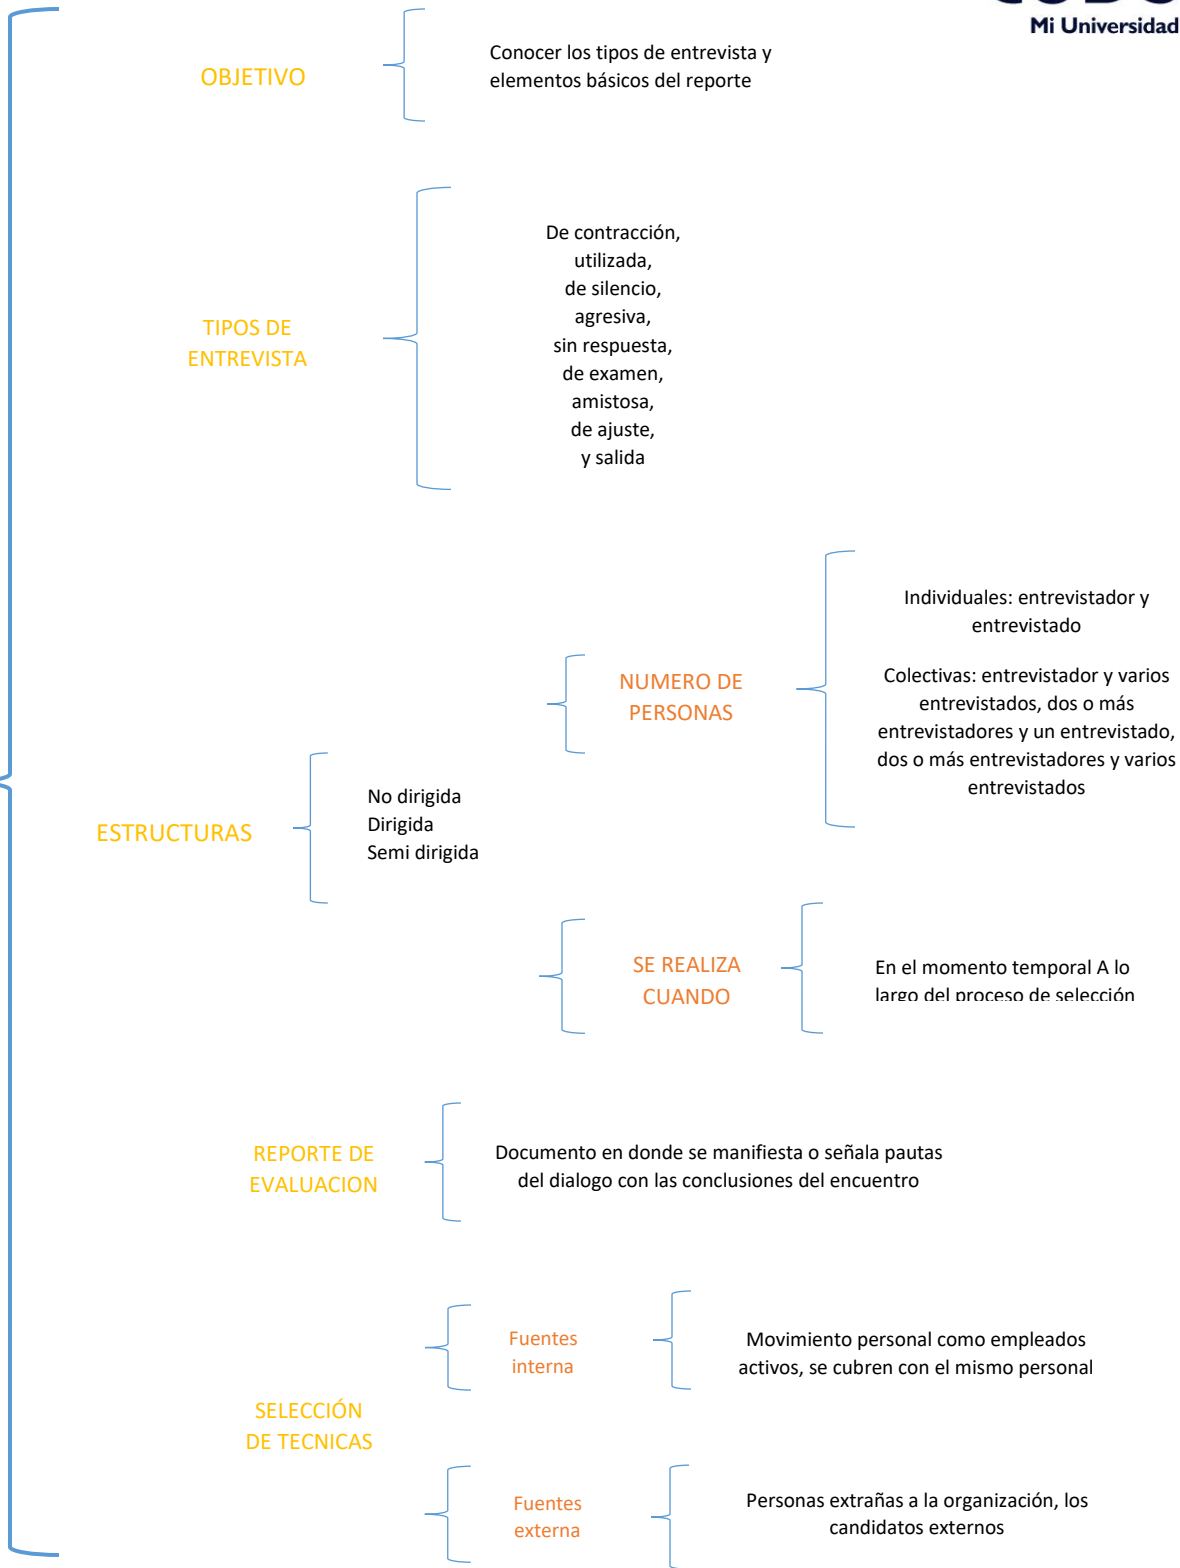 Mi Universidad
OBJETIVO
Conocer los tipos de entrevista y
elementos básicos del reporte
TIPOS DE
ENTREVISTA
De contracción,
utilizada,
de silencio,
agresiva,
sin respuesta,
de examen,
amistosa,
de ajuste,
y salida
ESTRUCTURAS
No dirigida
Dirigida
Semi dirigida
NUMERO DE
PERSONAS
Individuales: entrevistador y
entrevistado
Colectivas: entrevistador y varios
entrevistados, dos o más
entrevistadores y un entrevistado,
dos o más entrevistadores y varios
entrevistados
SE REALIZA
CUANDO
En el momento temporal A lo
largo del proceso de selección
REPORTE DE
EVALUACION
Documento en donde se manifiesta o señala pautas
del dialogo con las conclusiones del encuentro
SELECCIÓN
DE TECNICAS
Fuentes
interna
Movimiento personal como empleados
activos, se cubren con el mismo personal
Fuentes
externa
Personas extrañas a la organización, los
candidatos externos